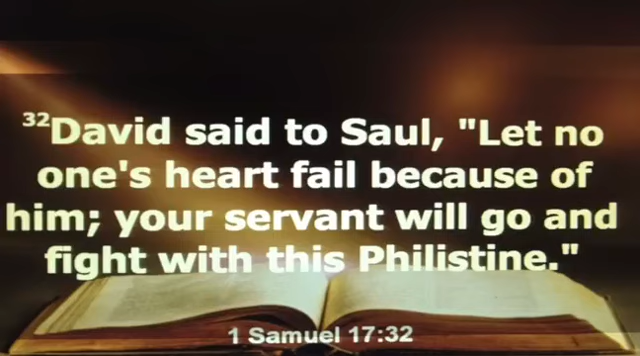 32David said to Saul, "Let no
one's heart fail because of
him; your servant will go and
fight with this Philistine."
1 Samuel 17:32